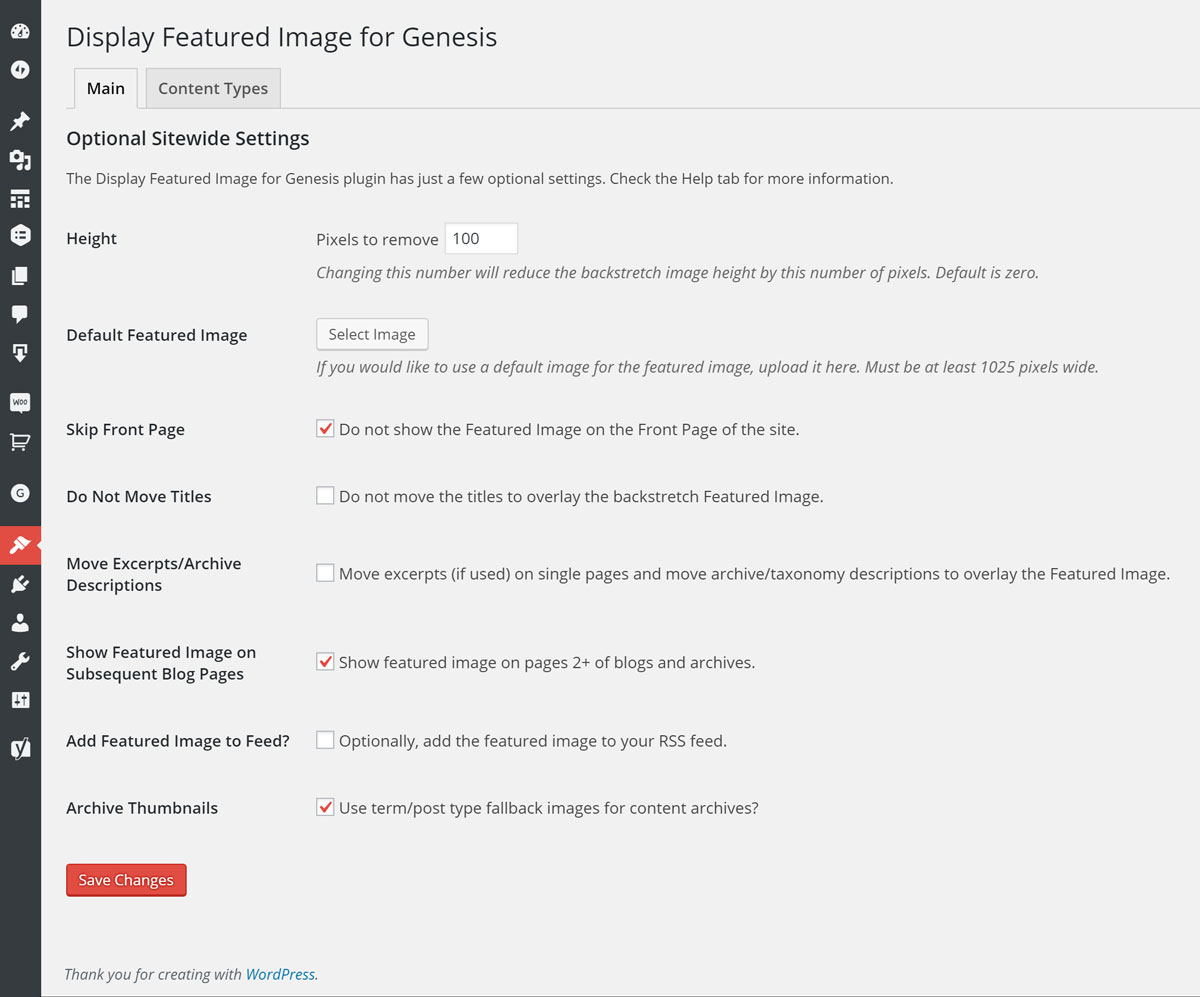 Display Featured Image for Genesis
Main
Content Types
Optional Sitewide Settings
The Display Featured Image for Genesis plugin has just a few optional settings. Check the Help tab for more information.
Height
Pixels to remove 100
Changing this number will reduce the backstretch image height by this number of pixels. Default is zero.
Default Featured Image
Select Image
If you would like to use a default image for the featured image, upload it here. Must be at least 1025 pixels wide.
Skip Front Page
Do not show the Featured Image on the Front Page of the site.
Do Not Move Titles
Do not move the titles to overlay the backstretch Featured Image.
Move Excerpts/Archive
Descriptions
Move excerpts (if used) on single pages and move archive/taxonomy descriptions to overlay the Featured Image.
Show Featured Image on
Subsequent Blog Pages
Show featured image on pages 2+ of blogs and archives.
Add Featured Image to Feed?
Optionally, add the featured image to your RSS feed.
Archive Thumbnails
Use term/post type fallback images for content archives?
Save Changes
Thank you for creating with WordPress.
WOO
G
y